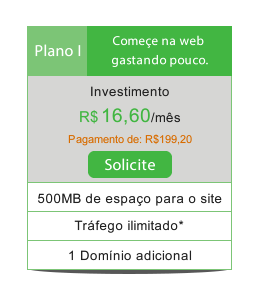 Plano I
Começe na web
gastando pouco.
Investimento
R$ 16,60/mês
Pagamento de: R$199,20
Solicite
500MB de espaço para o site
Tráfego ilimitado*
1 Domínio adicional